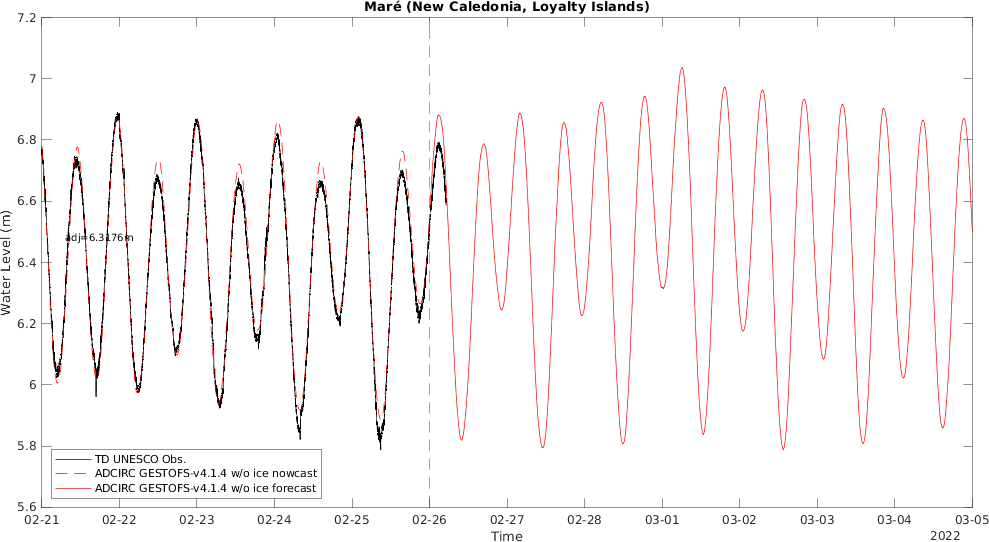 Maré (New Caledonia, Loyalty Islands)
7.2
7
6.8
6.6
6.4
6.2
6
5.8
5.6
Water Level (m)
adj=6.3176m
TD UNESCO Obs.
ADCIRC GESTOFS-v4.1.4 w/o ice nowcast
ADCIRC GESTOFS-v4.1.4 w/o ice forecast
02-21 02-22 02-23 02-24 02-25 02-26 02-27 02-28 03-01 03-02 03-03 03-04 03-05
Time
2022